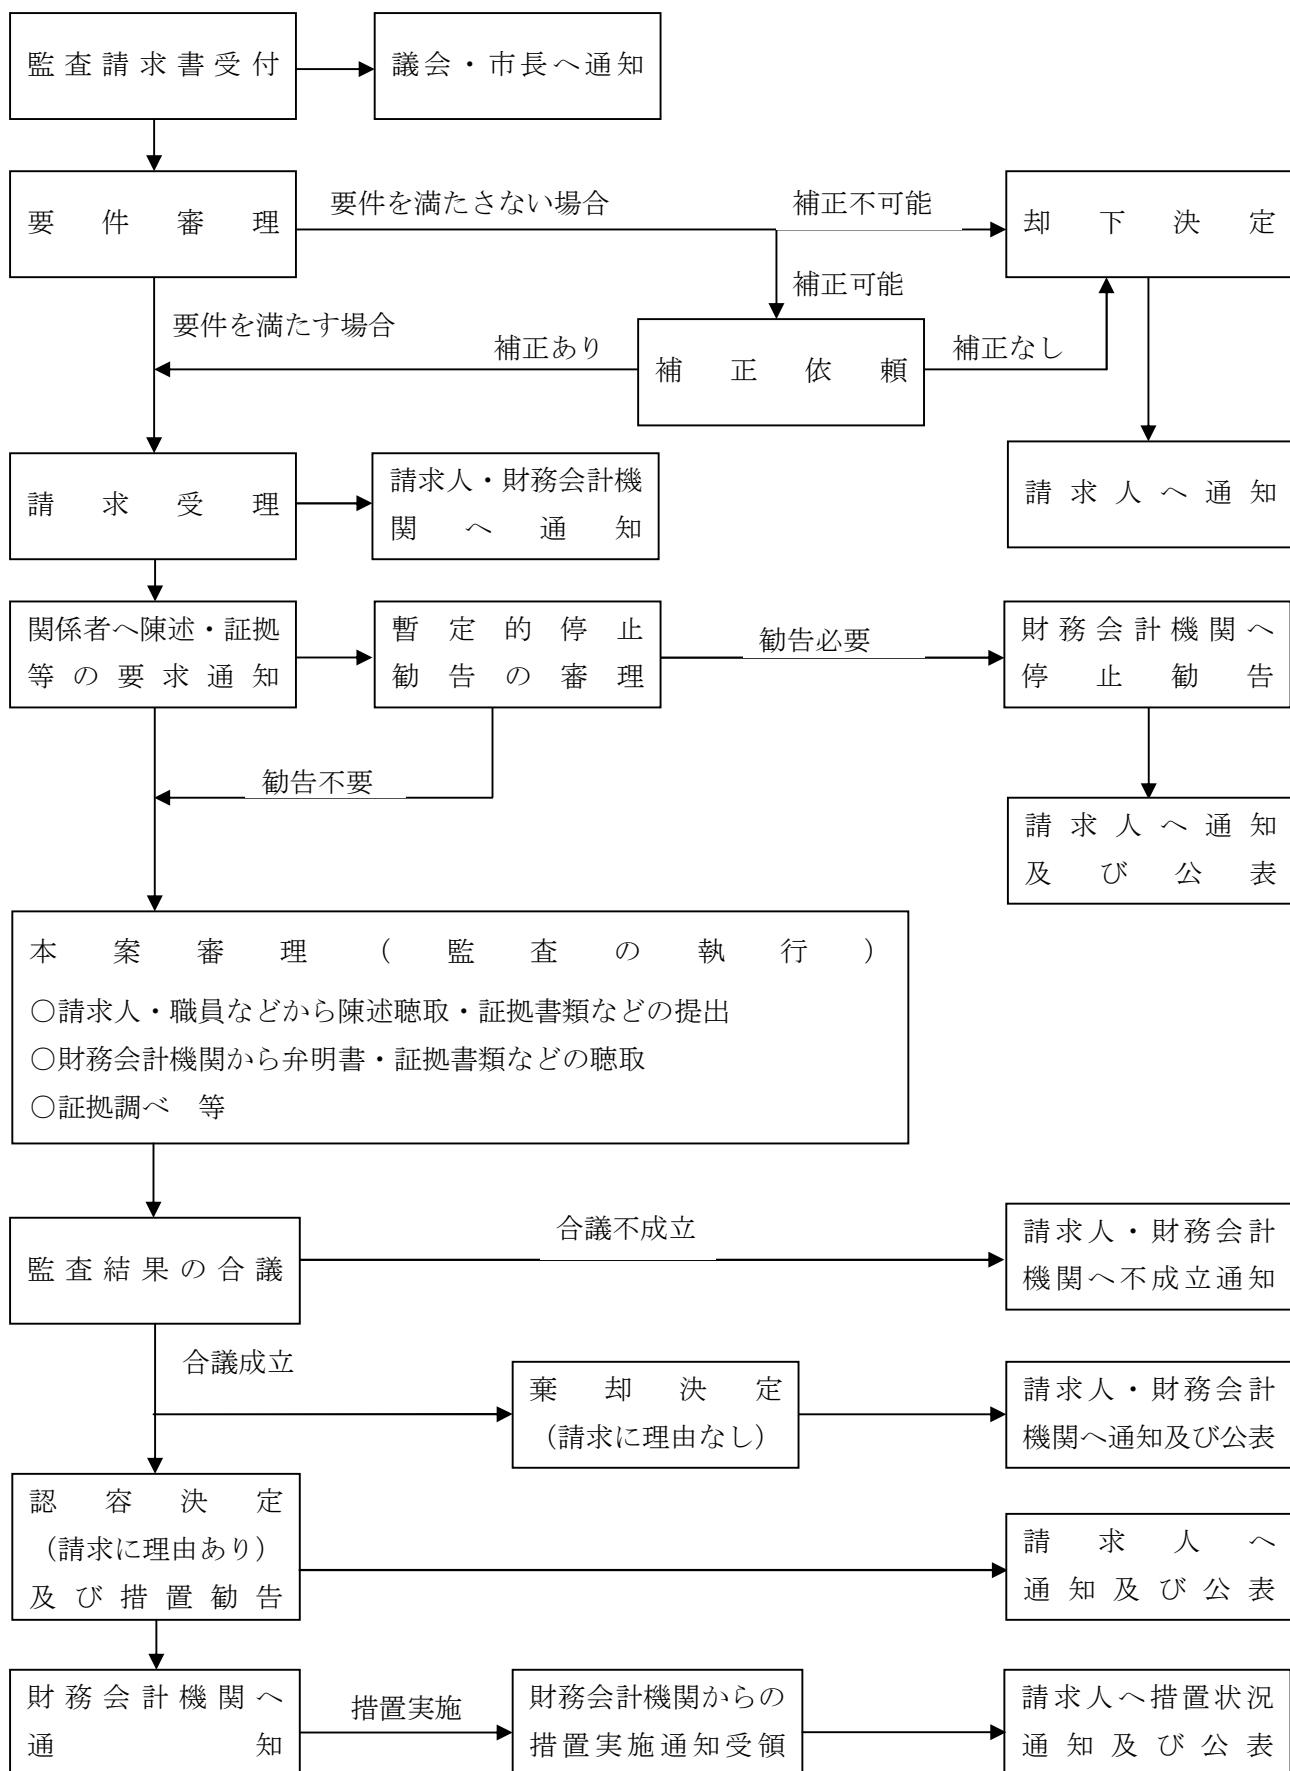 監査請求書受付
議会・市長へ通知
要件審理
要件を満たさない場合
補正不可能
却下決定
補正可能
要件を満たす場合
補正あり
補正依頼
補正なし
請求受理
請求人・財務会計機
関へ通知
請求人へ通知
関係者へ陳述・証拠
等の要求通知
暫定的停止
勧告の審理
勧告必要
財務会計機関へ
停止勧告
勧告不要
請求人へ通知
及び公表
本案審理(監査の執行)
○請求人・職員などから陳述聴取・証拠書類などの提出
○財務会計機関から弁明書・証拠書類などの聴取
○証拠調べ 等
監査結果の合議
合議不成立
請求人・財務会計
機関へ不成立通知
合議成立
棄却決定
(請求に理由なし)
請求人・財務会計
機関へ通知及び公表
認容決定
(請求に理由あり)
及び措置勧告
請求人へ
通知及び公表
財務会計機関へ
通知
措置実施
財務会計機関からの
措置実施通知受領
請求人へ措置状況
通知及び公表